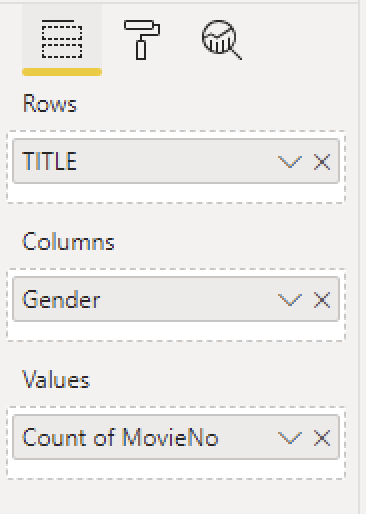 Rows
TITLE
Columns
Gender
Values
Count of MovieNo